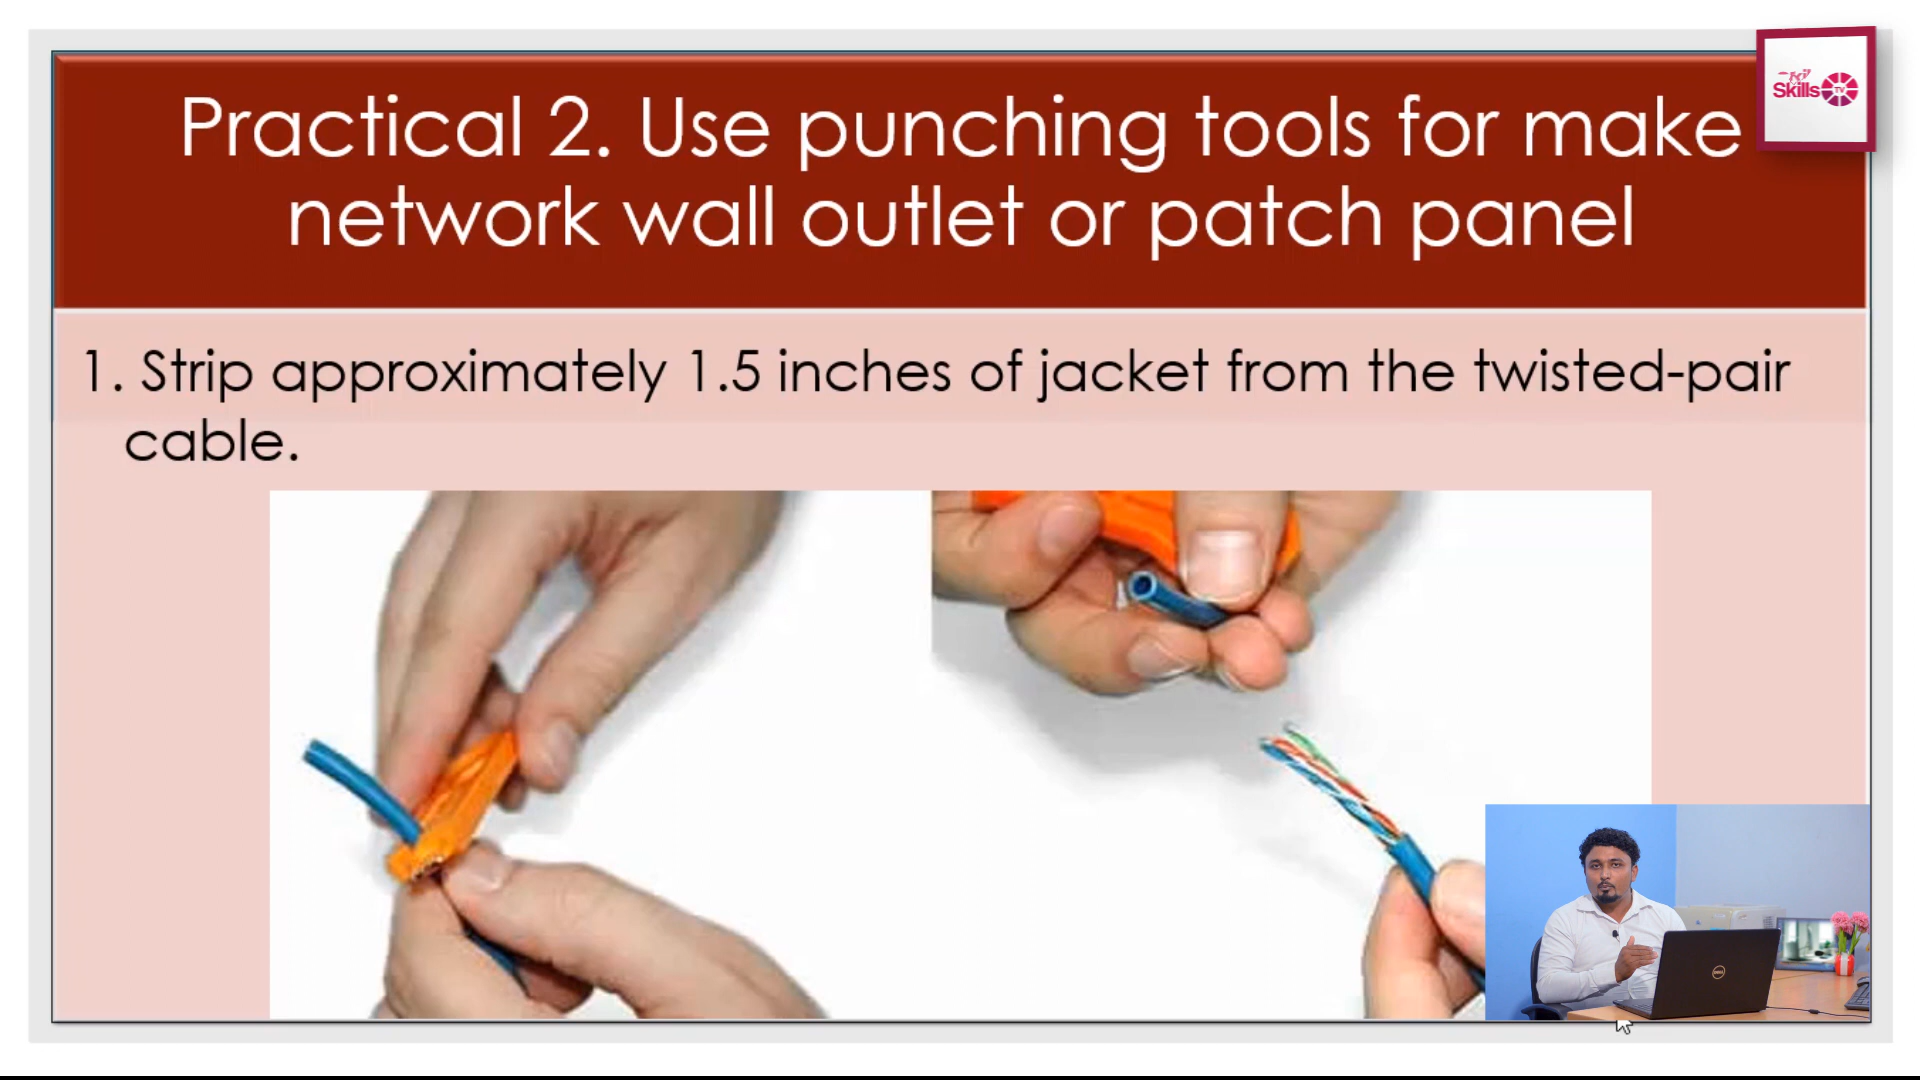 Practical 2. Use punching tools for make
network wall outlet or patch panel
Skills TV
1. Strip approximately 1.5 inches of jacket from the twisted-pair
cable.
DELL